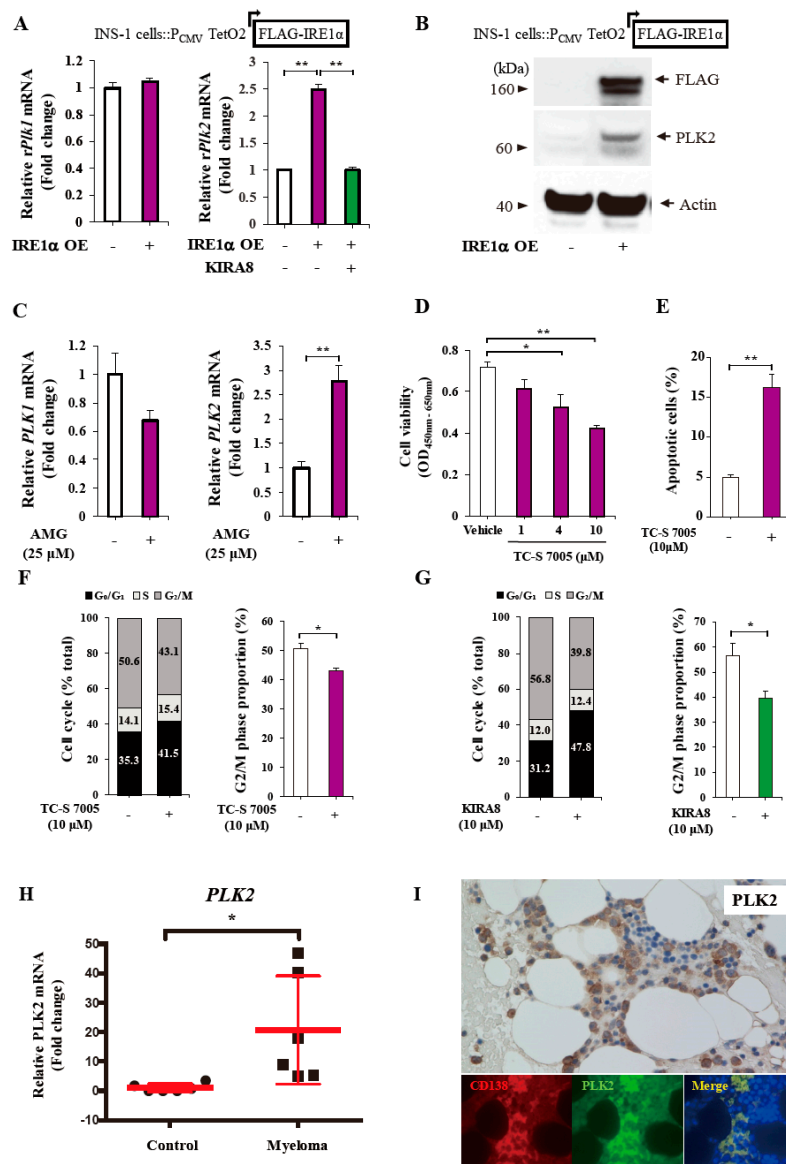 A
INS-1 cells::PCMV TetO2 FLAG-IRE1α
Relative rPlk1 mRNA
(Fold change)
1.2
1
0.8
0.6
0.4
0.2
0
IRE1α OE - +
Relative rPlk2 mRNA
(Fold change)
2.5
2
1.5
1
0.5
0
** **
IRE1α OE - + +
KIRA8 - - +
B
INS-1 cells::PCMV TetO2 FLAG-IRE1α
(kDa)
160
FLAG
60
PLK2
40
Actin
IRE1α OE - +
C
Relative PLK1 mRNA
(Fold change)
1.2
1
0.8
0.6
0.4
0.2
0
AMG - +
(25 μM)
Relative PLK2 mRNA
(Fold change)
3.5
3
2.5
2
1.5
1
0.5
0
**
AMG - +
(25 μM)
D
Cell viability
(OD450nm - 650nm)
0.8
0.6
0.4
0.2
0
**
*
Vehicle 1 4 10
TC-S 7005 (μM)
E
Apoptotic cells (%)
20
15
10
5
0
**
TC-S 7005 - +
(10μM)
F
G0/G1 S G2/M
Cell cycle (% total)
100
80
60
40
20
0
50.6 43.1
14.1 15.4
35.3 41.5
TC-S 7005 - +
(10 μM)
G2/M phase proportion (%)
60
50
40
30
20
10
0
*
TC-S 7005 - +
(10 μM)
G
G0/G1 S G2/M
Cell cycle (% total)
100
80
60
40
20
0
56.8 39.8
12.0 12.4
31.2 47.8
KIRA8 - +
(10 μM)
G2/M phase proportion (%)
70
60
50
40
30
20
10
0
*
KIRA8 - +
(10 μM)
H
PLK2
*
Relative PLK2 mRNA
(Fold change)
50
40
30
20
10
0
-10
Control Myeloma
I
PLK2
CD138 PLK2 Merge